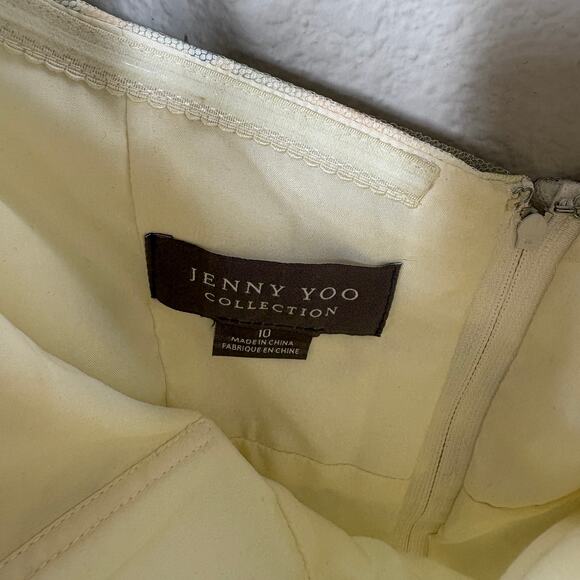 JENNY YOO
COLLECTION
10
MADE IN CHINA
FABRIQUE EN CHINE